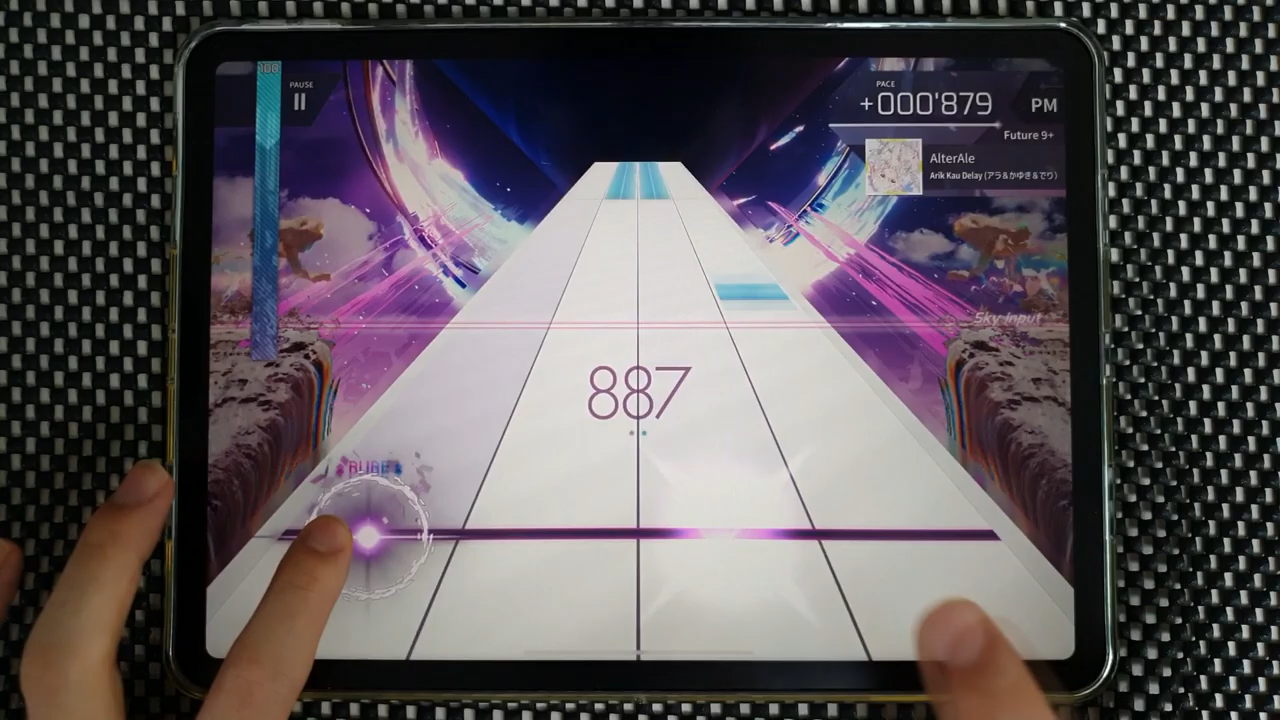 100
PAUSE
PACE
+000'879
PM
Future 9+
AlterAle
Arik Kau Delay (アラ&かゆき&でり)
Sky Input
887
PURE